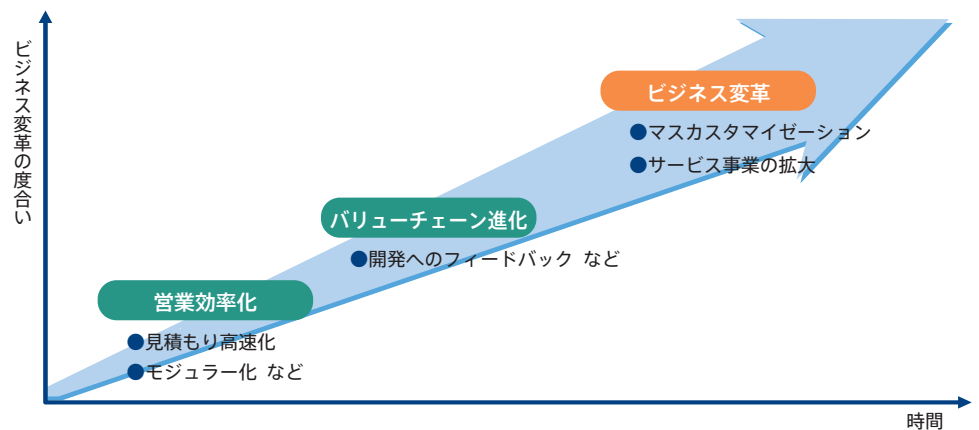 ビジネス変革の度合い
ビジネス変革
●マスカスタマイゼーション
●サービス事業の拡大
バリューチェーン進化
●開発へのフィードバック など
営業効率化
●見積もり高速化
●モジュラー化 など
時間